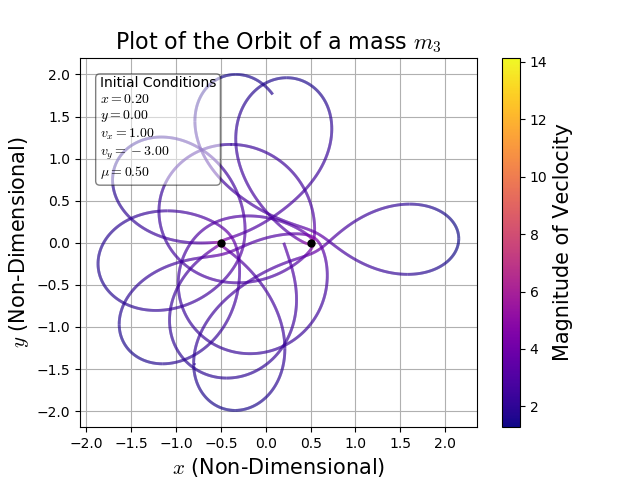 Plot of the Orbit of a mass m₃
Initial Conditions
x = 0.20
y = 0.00
vₓ = 1.00
v_y = −3.00
μ = 0.50
2.0
1.5
1.0
0.5
0.0
−0.5
−1.0
−1.5
−2.0
y (Non-Dimensional)
−2.0 −1.5 −1.0 −0.5 0.0 0.5 1.0 1.5 2.0
x (Non-Dimensional)
14
12
10
8
6
4
2
Magnitude of Veclocity